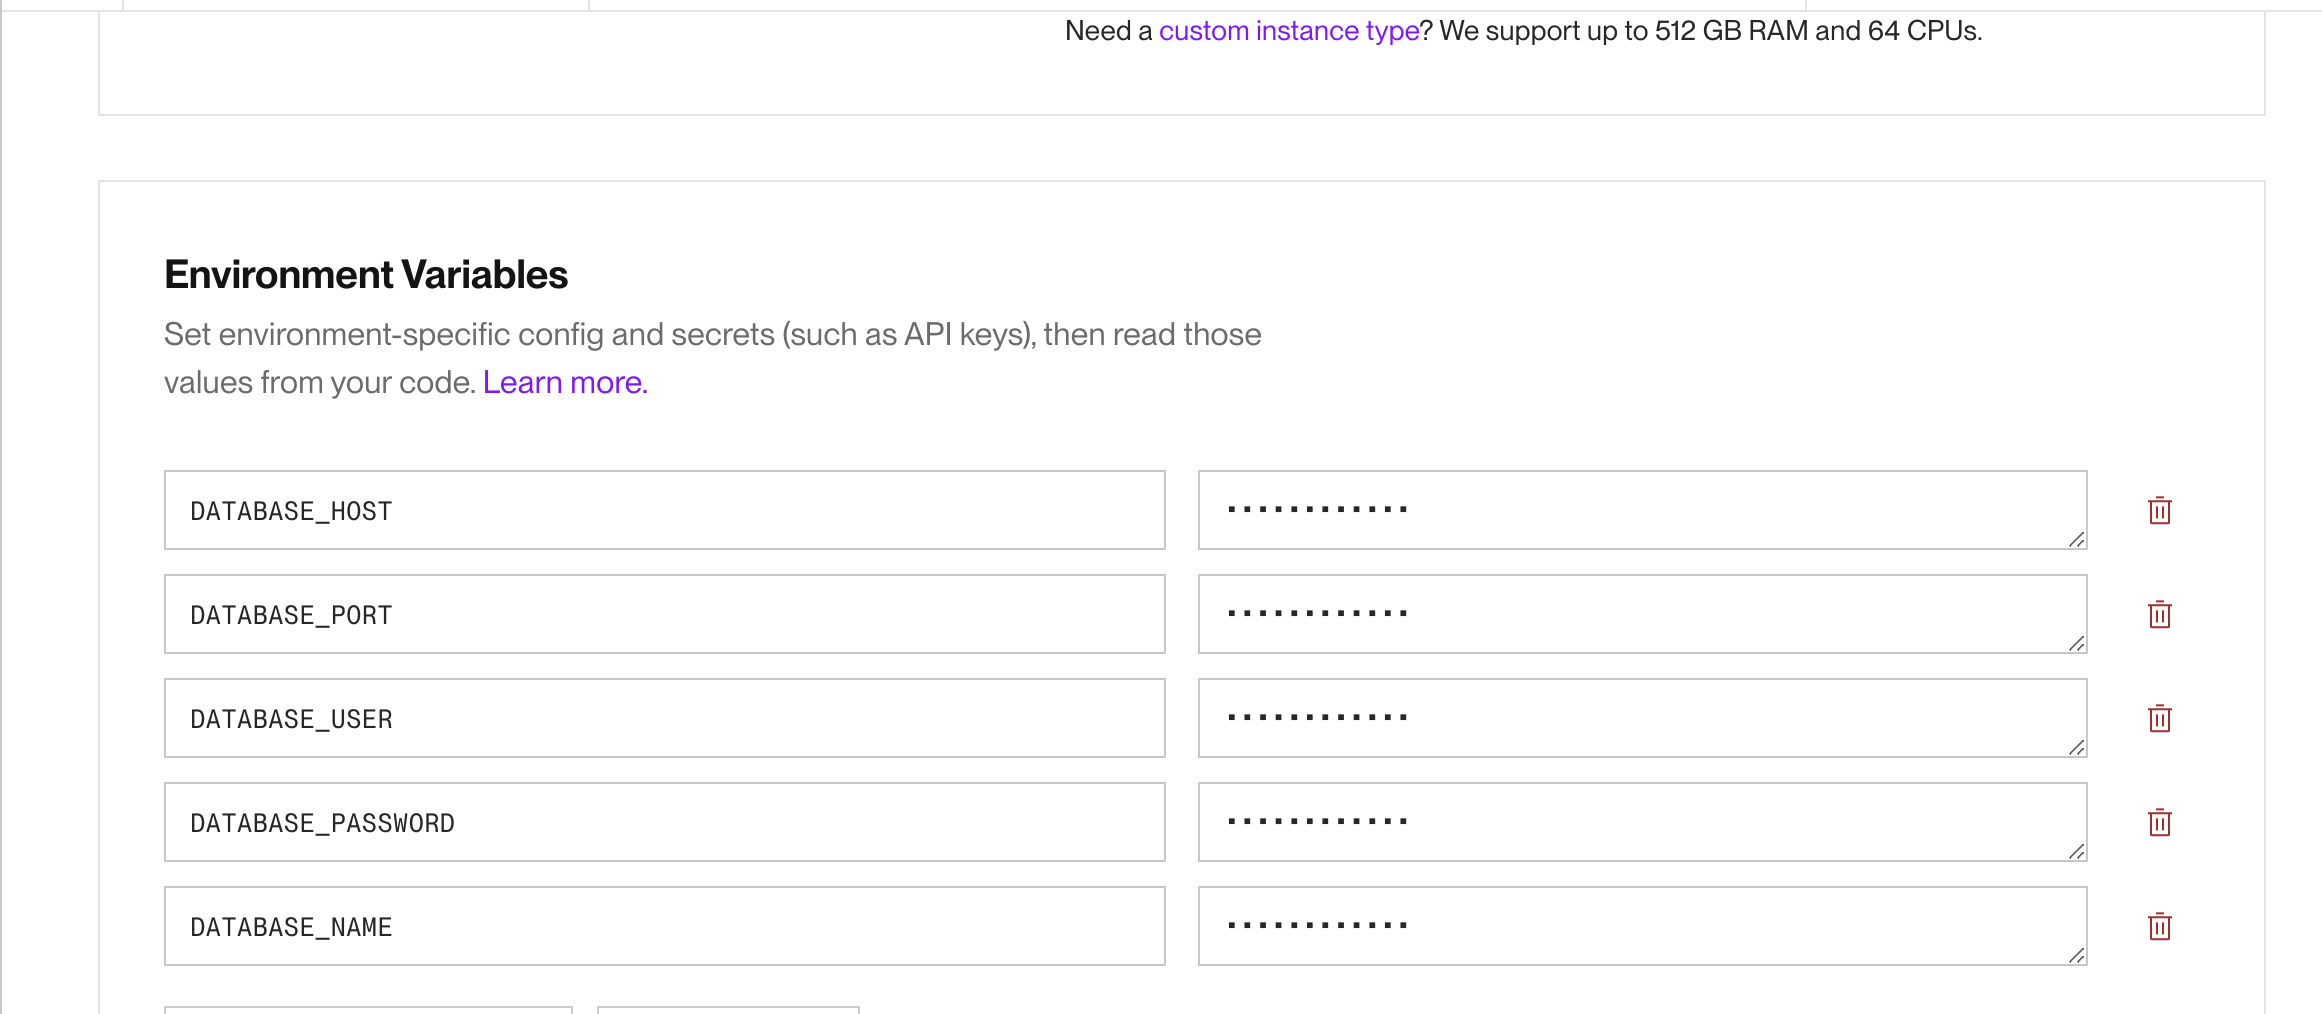 Need a custom instance type? We support up to 512 GB RAM and 64 CPUs.
Environment Variables
Set environment-specific config and secrets (such as API keys), then read those
values from your code. Learn more.
DATABASE_HOST
DATABASE_PORT
DATABASE_USER
DATABASE_PASSWORD
DATABASE_NAME